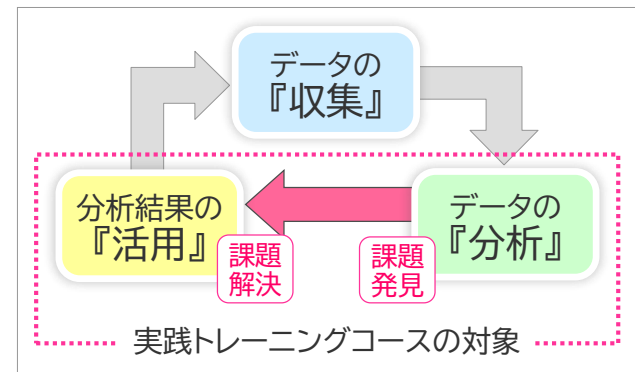 データの
『収集』
分析結果の
『活用』
データの
『分析』
課題
解決
課題
発見
実践トレーニングコースの対象